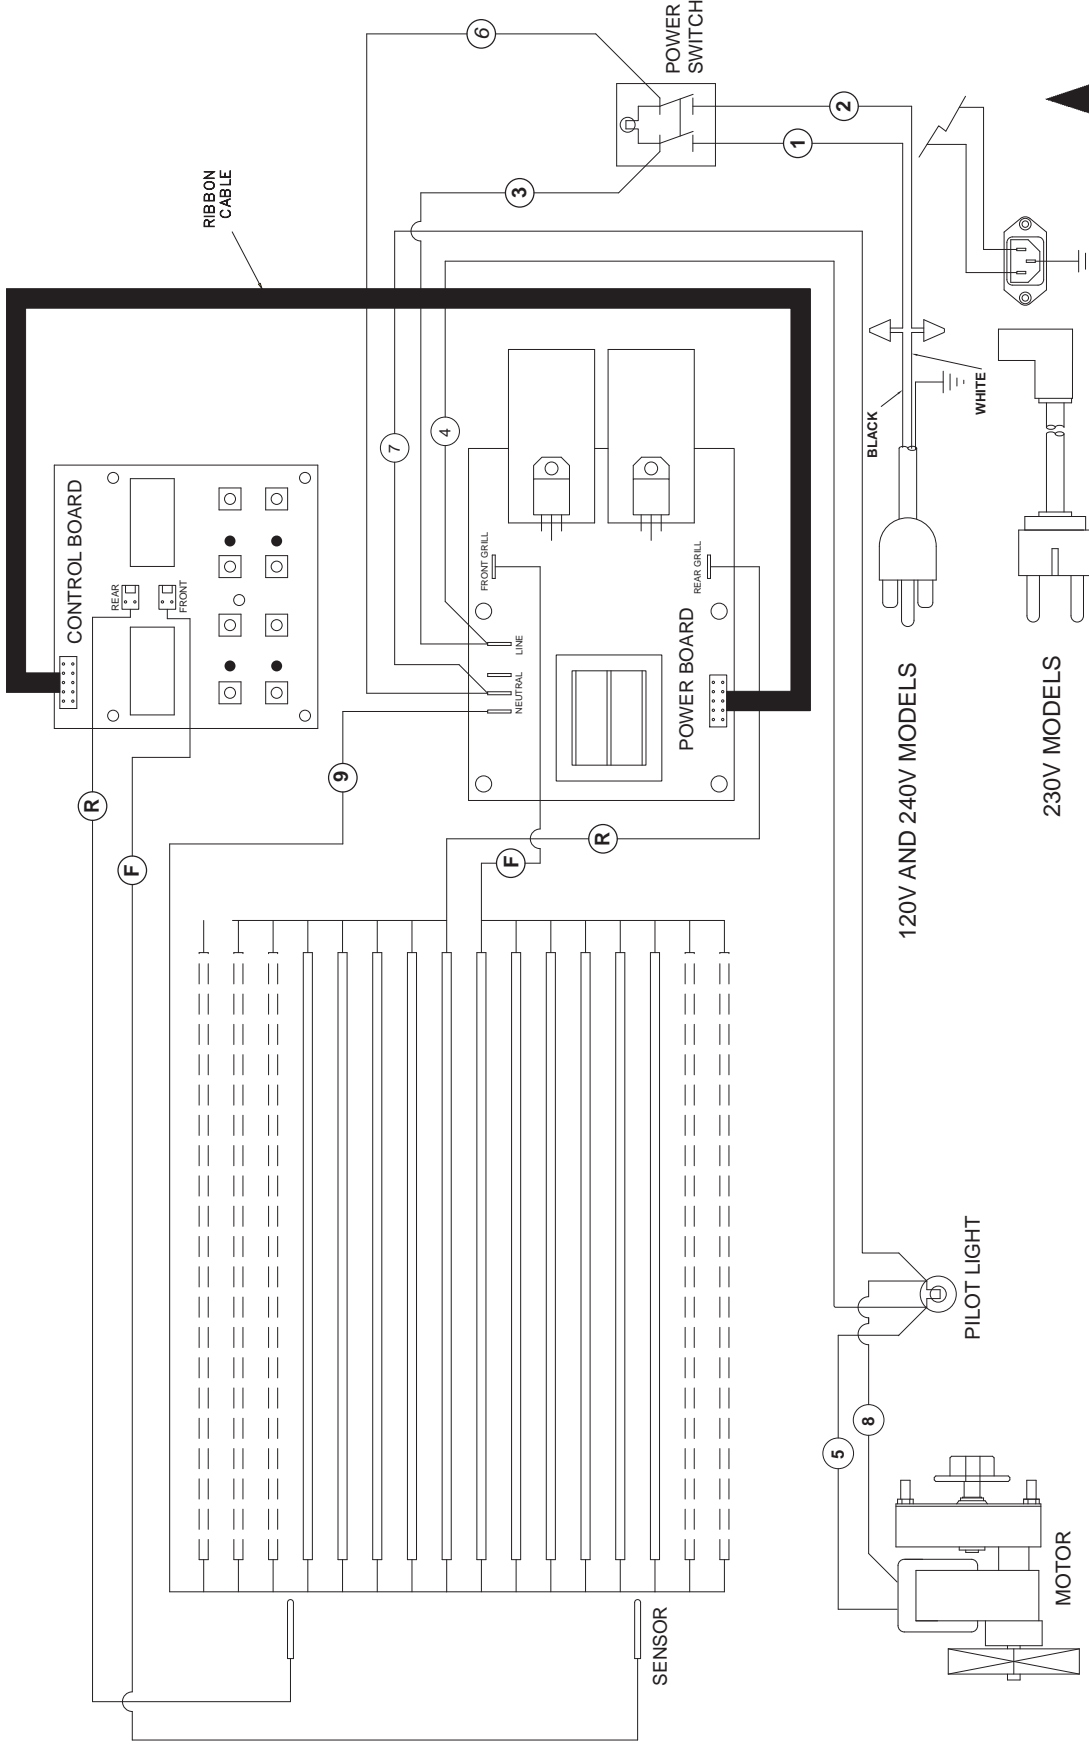 6
POWER
SWITCH
2
1
3
RIBBON
CABLE
7
4
BLACK
WHITE
CONTROL BOARD
REAR
FRONT
FRONT GRILL
REAR GRILL
LINE
NEUTRAL
POWER BOARD
9
R
F
R
F
120V AND 240V MODELS
230V MODELS
PILOT LIGHT
5
8
SENSOR
MOTOR